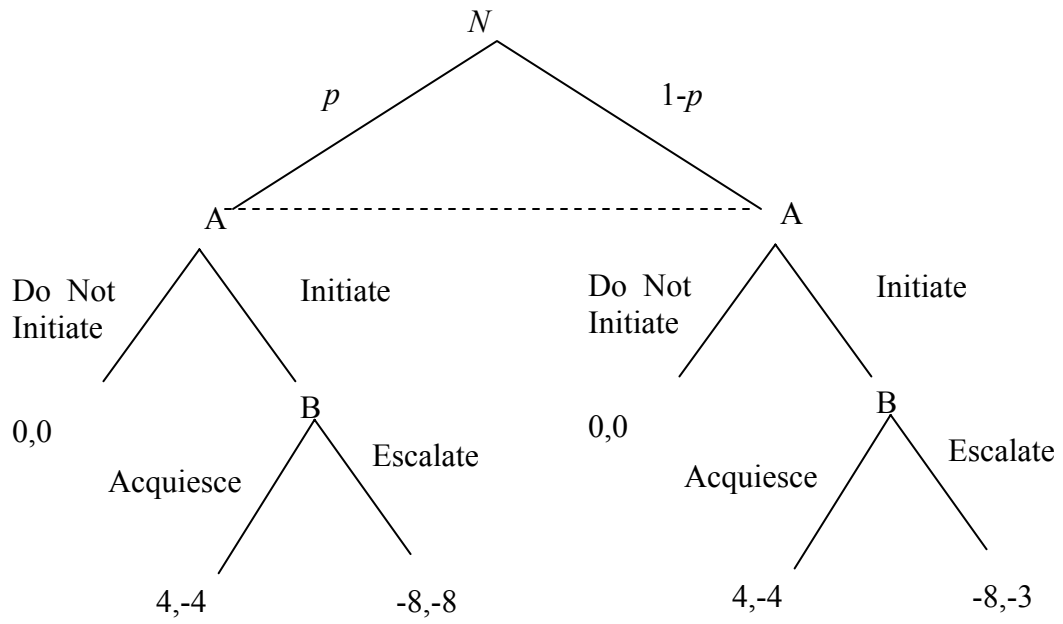 N
p
1-p
A
A
Do Not
Initiate
Initiate
Do Not
Initiate
Initiate
0,0
B
0,0
B
Acquiesce
Escalate
Acquiesce
Escalate
4,-4
-8,-8
4,-4
-8,-3